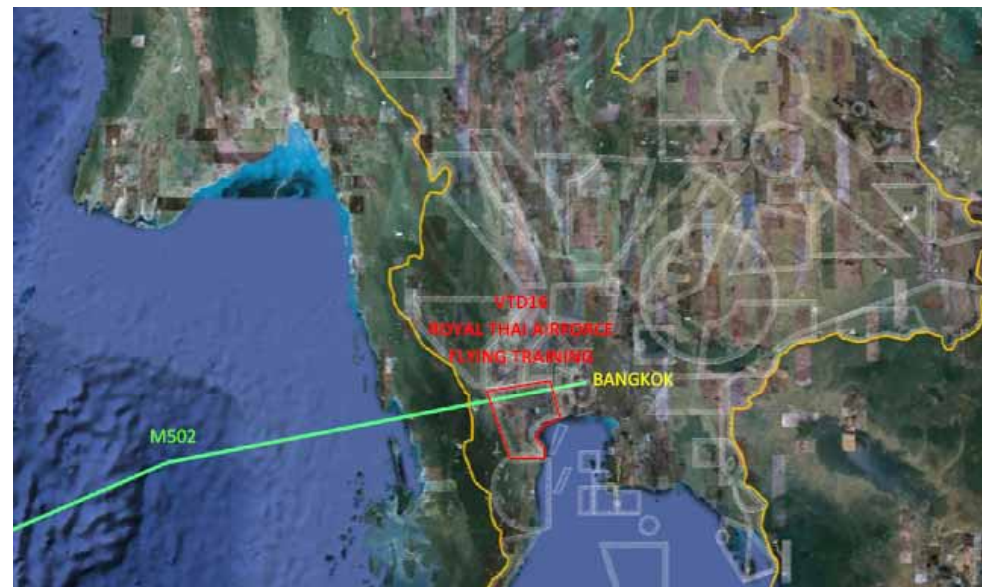 VTD16
ROYAL THAI AIRFORCE
FLYING TRAINING
BANGKOK
M502